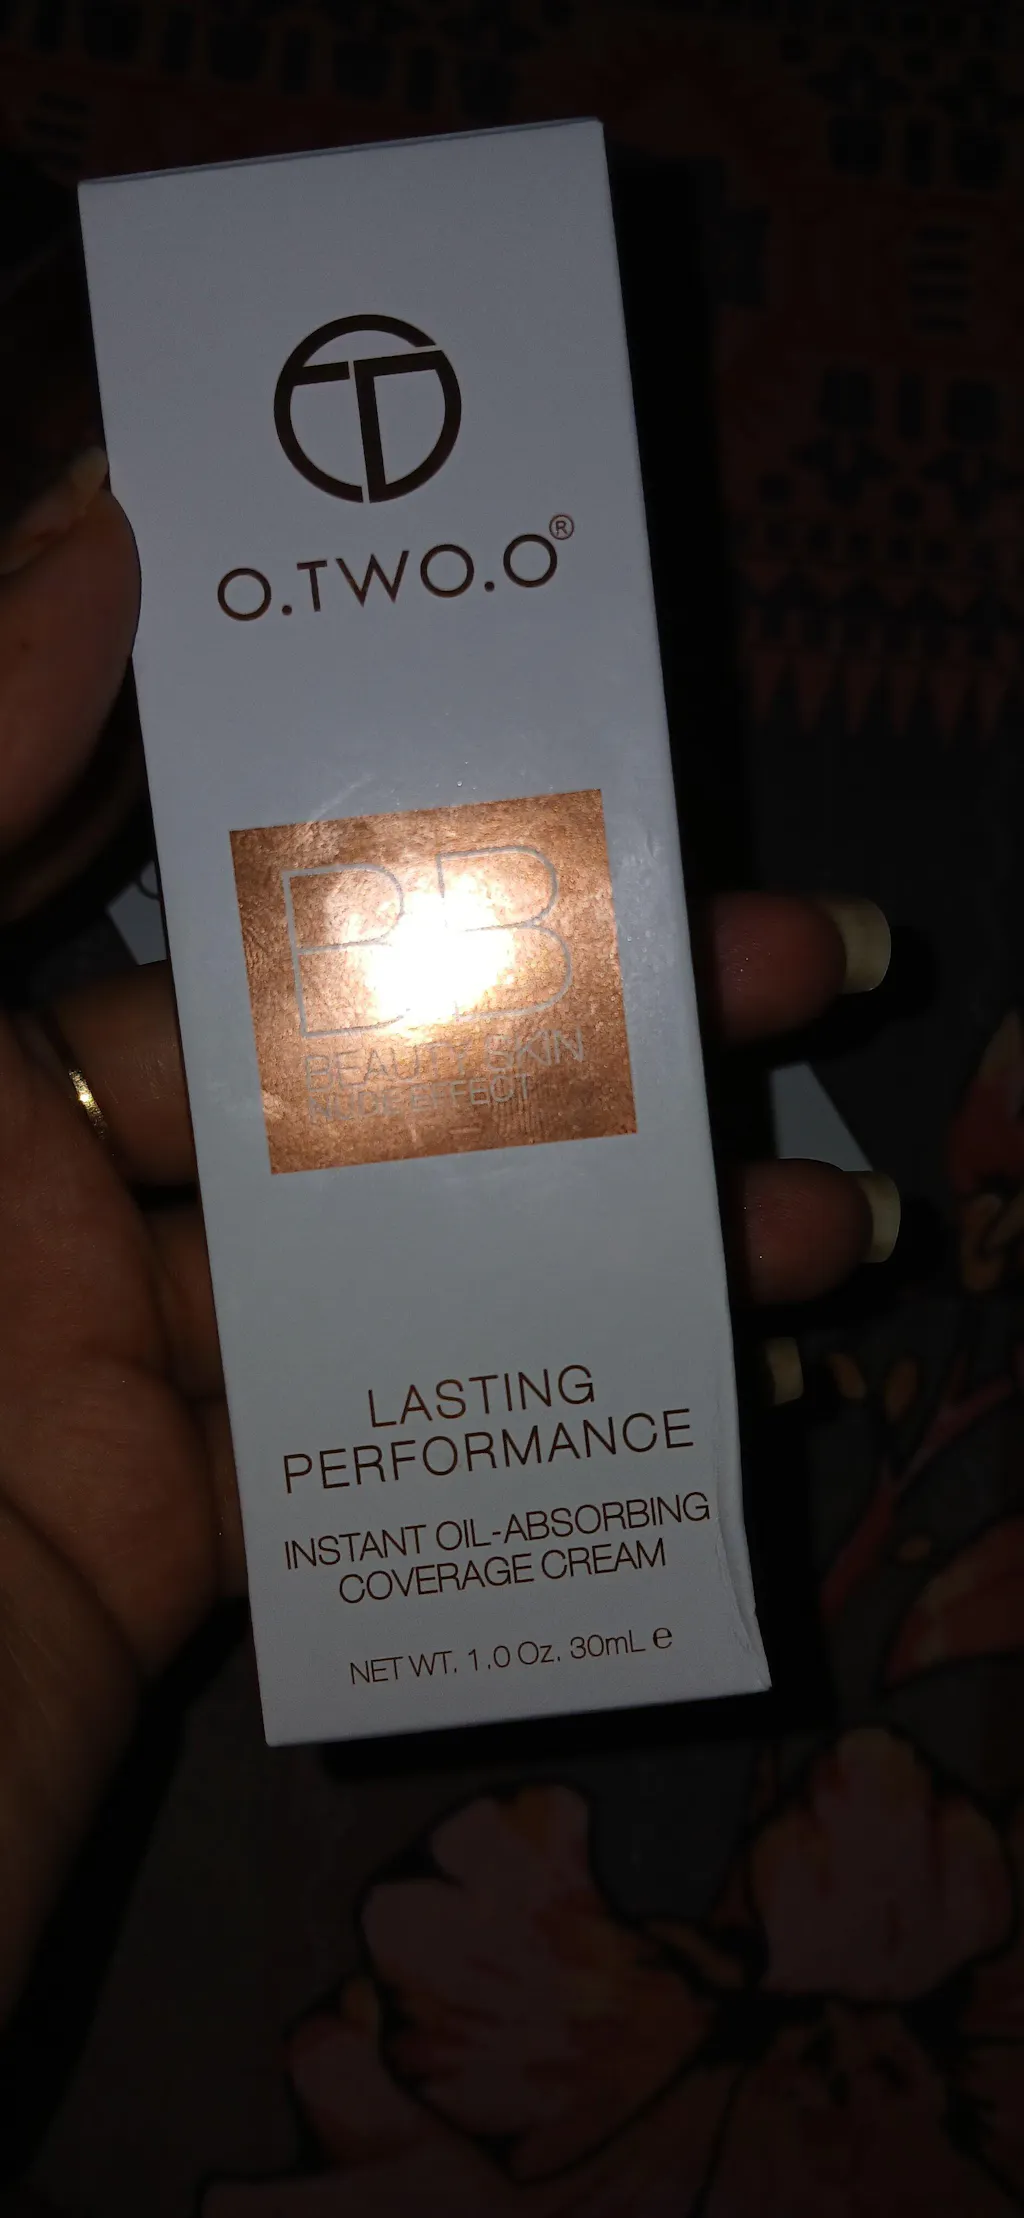 O.TWO.O®
BB
BEAUTY SKIN
NUDE EFFECT
LASTING
PERFORMANCE
INSTANT OIL-ABSORBING
COVERAGE CREAM
NET WT. 1.0 Oz. 30mL e